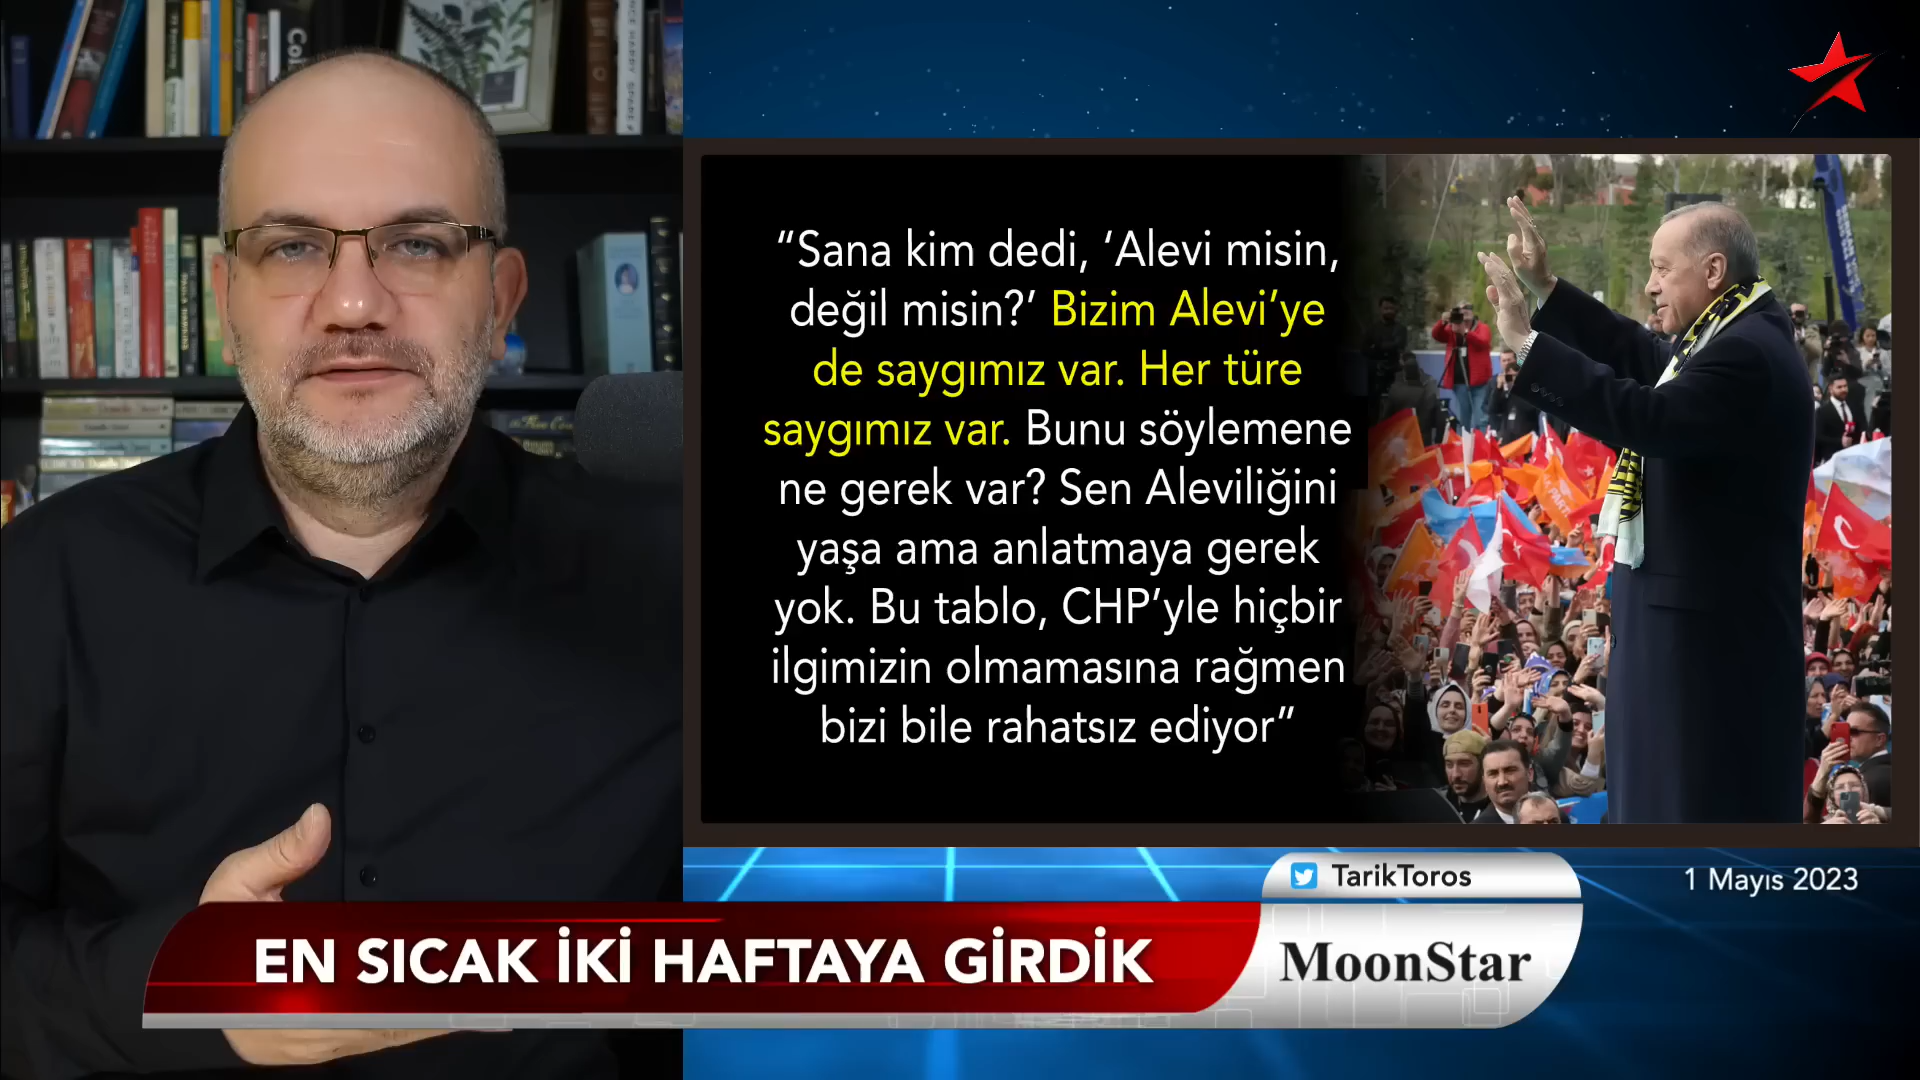 “Sana kim dedi, ‘Alevi misin,
değil misin?’ Bizim Alevi’ye
de saygımız var. Her türe
saygımız var. Bunu söylemene
ne gerek var? Sen Aleviliğini
yaşa ama anlatmaya gerek
yok. Bu tablo, CHP’yle hiçbir
ilgimizin olmamasına rağmen
bizi bile rahatsız ediyor”
TarikToros
1 Mayıs 2023
EN SICAK İKİ HAFTAYA GİRDİK
MoonStar